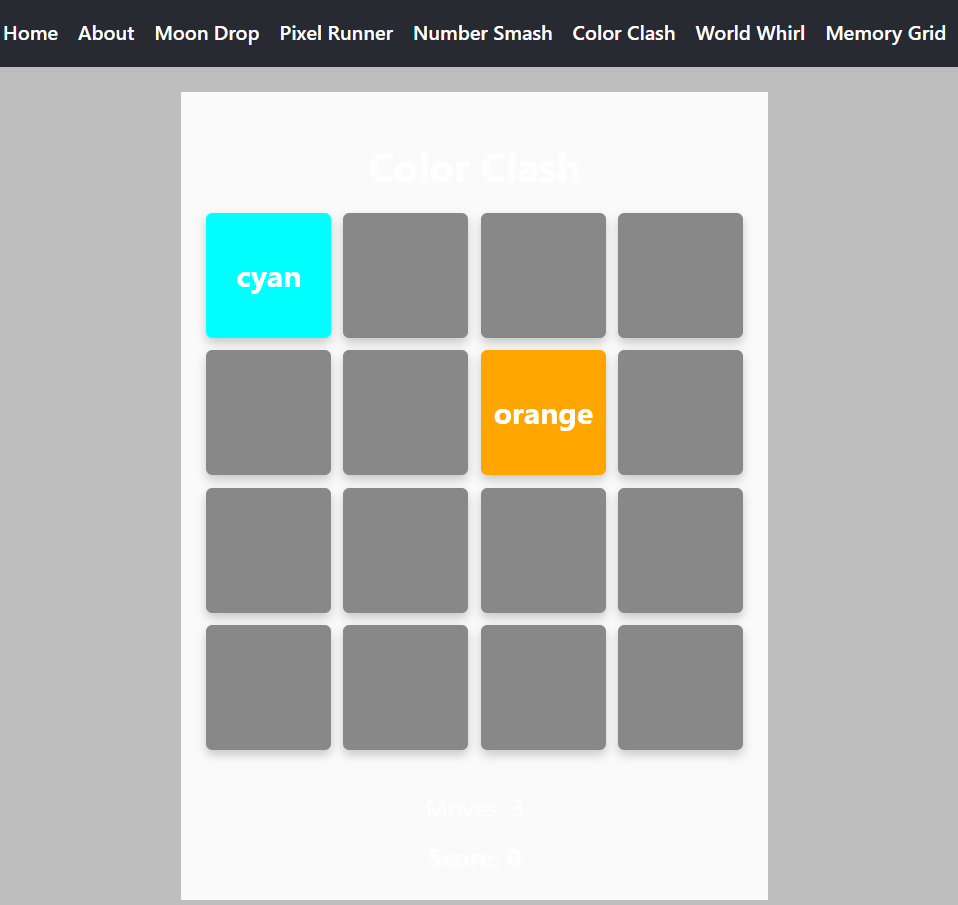 Home About Moon Drop Pixel Runner Number Smash Color Clash World Whirl Memory Grid
Color Clash
cyan
orange
Moves: 3
Score: 0